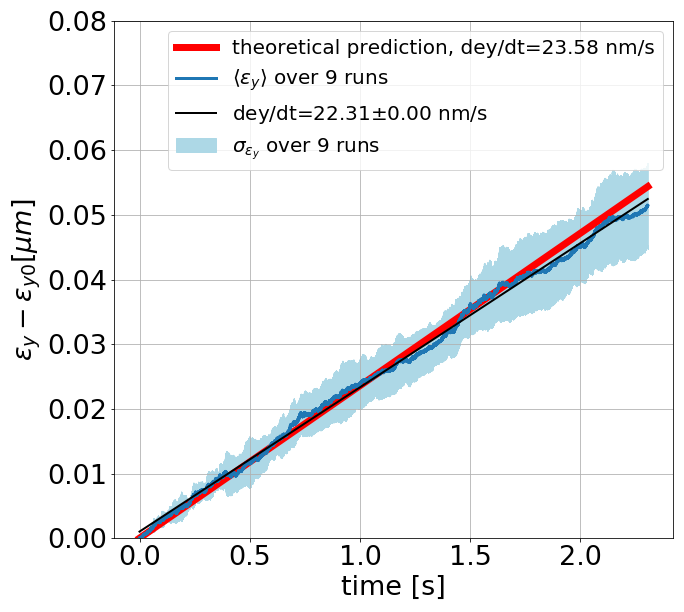 0.08
0.07
0.06
0.05
0.04
0.03
0.02
0.01
0.00
εy − εy0[μm]
theoretical prediction, dey/dt=23.58 nm/s
⟨εy⟩ over 9 runs
dey/dt=22.31±0.00 nm/s
σεy over 9 runs
0.0 0.5 1.0 1.5 2.0
time [s]